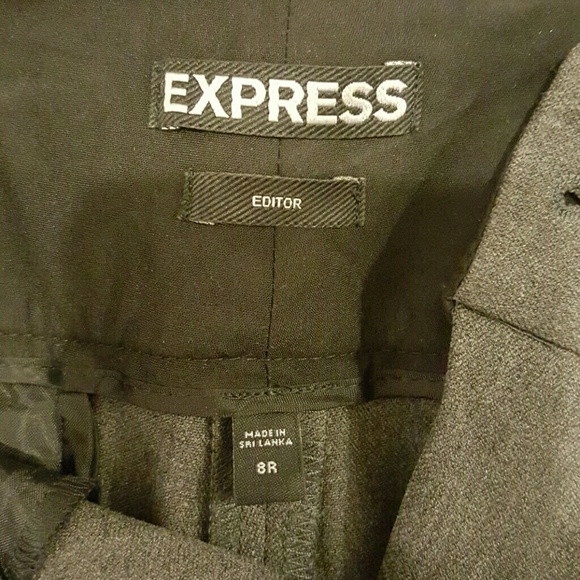 EXPRESS
EDITOR
MADE IN
SRI LANKA
8R